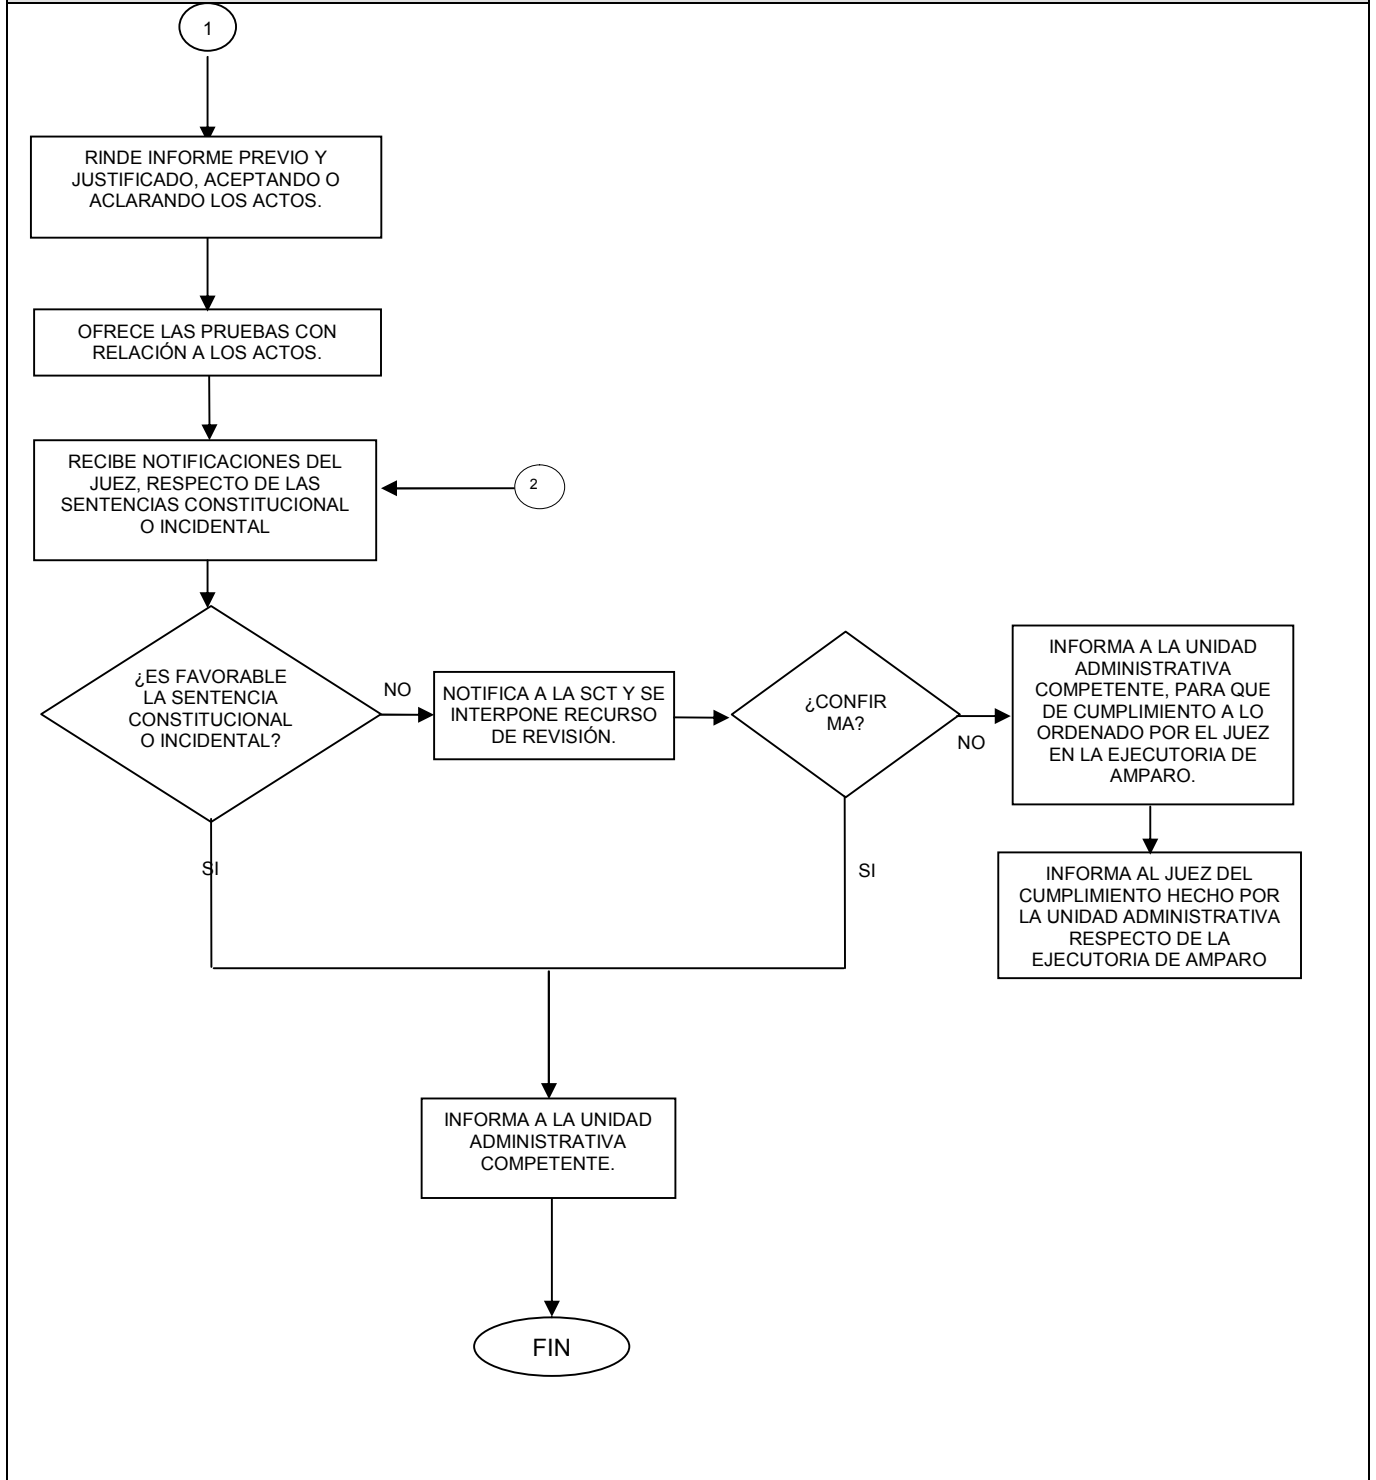 1
RINDE INFORME PREVIO Y
JUSTIFICADO, ACEPTANDO O
ACLARANDO LOS ACTOS.
OFRECE LAS PRUEBAS CON
RELACIÓN A LOS ACTOS.
RECIBE NOTIFICACIONES DEL
JUEZ, RESPECTO DE LAS
SENTENCIAS CONSTITUCIONAL
O INCIDENTAL
2
¿ES FAVORABLE
LA SENTENCIA
CONSTITUCIONAL
O INCIDENTAL?
NO
NOTIFICA A LA SCT Y SE
INTERPONE RECURSO
DE REVISIÓN.
¿CONFIR
MA?
NO
INFORMA A LA UNIDAD
ADMINISTRATIVA
COMPETENTE, PARA QUE
DE CUMPLIMIENTO A LO
ORDENADO POR EL JUEZ
EN LA EJECUTORIA DE
AMPARO.
SI
SI
INFORMA AL JUEZ DEL
CUMPLIMIENTO HECHO POR
LA UNIDAD ADMINISTRATIVA
RESPECTO DE LA
EJECUTORIA DE AMPARO
INFORMA A LA UNIDAD
ADMINISTRATIVA
COMPETENTE.
FIN